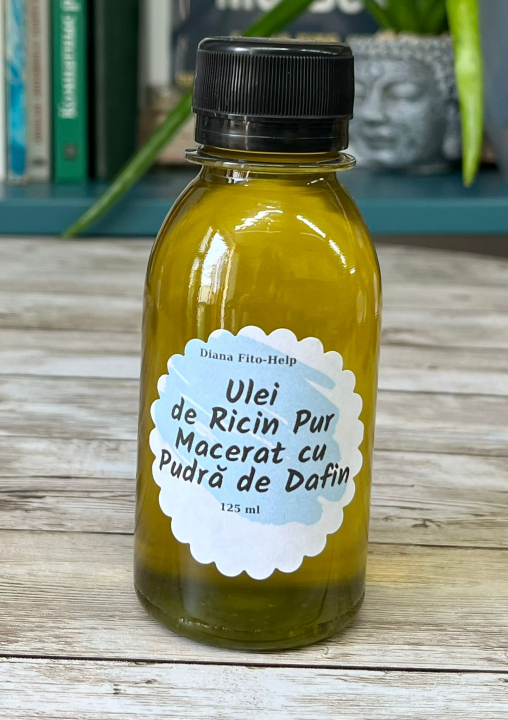 Diana Fito-Help
Ulei
de Ricin Pur
Macerat cu
Pudră de Dafin
125 ml